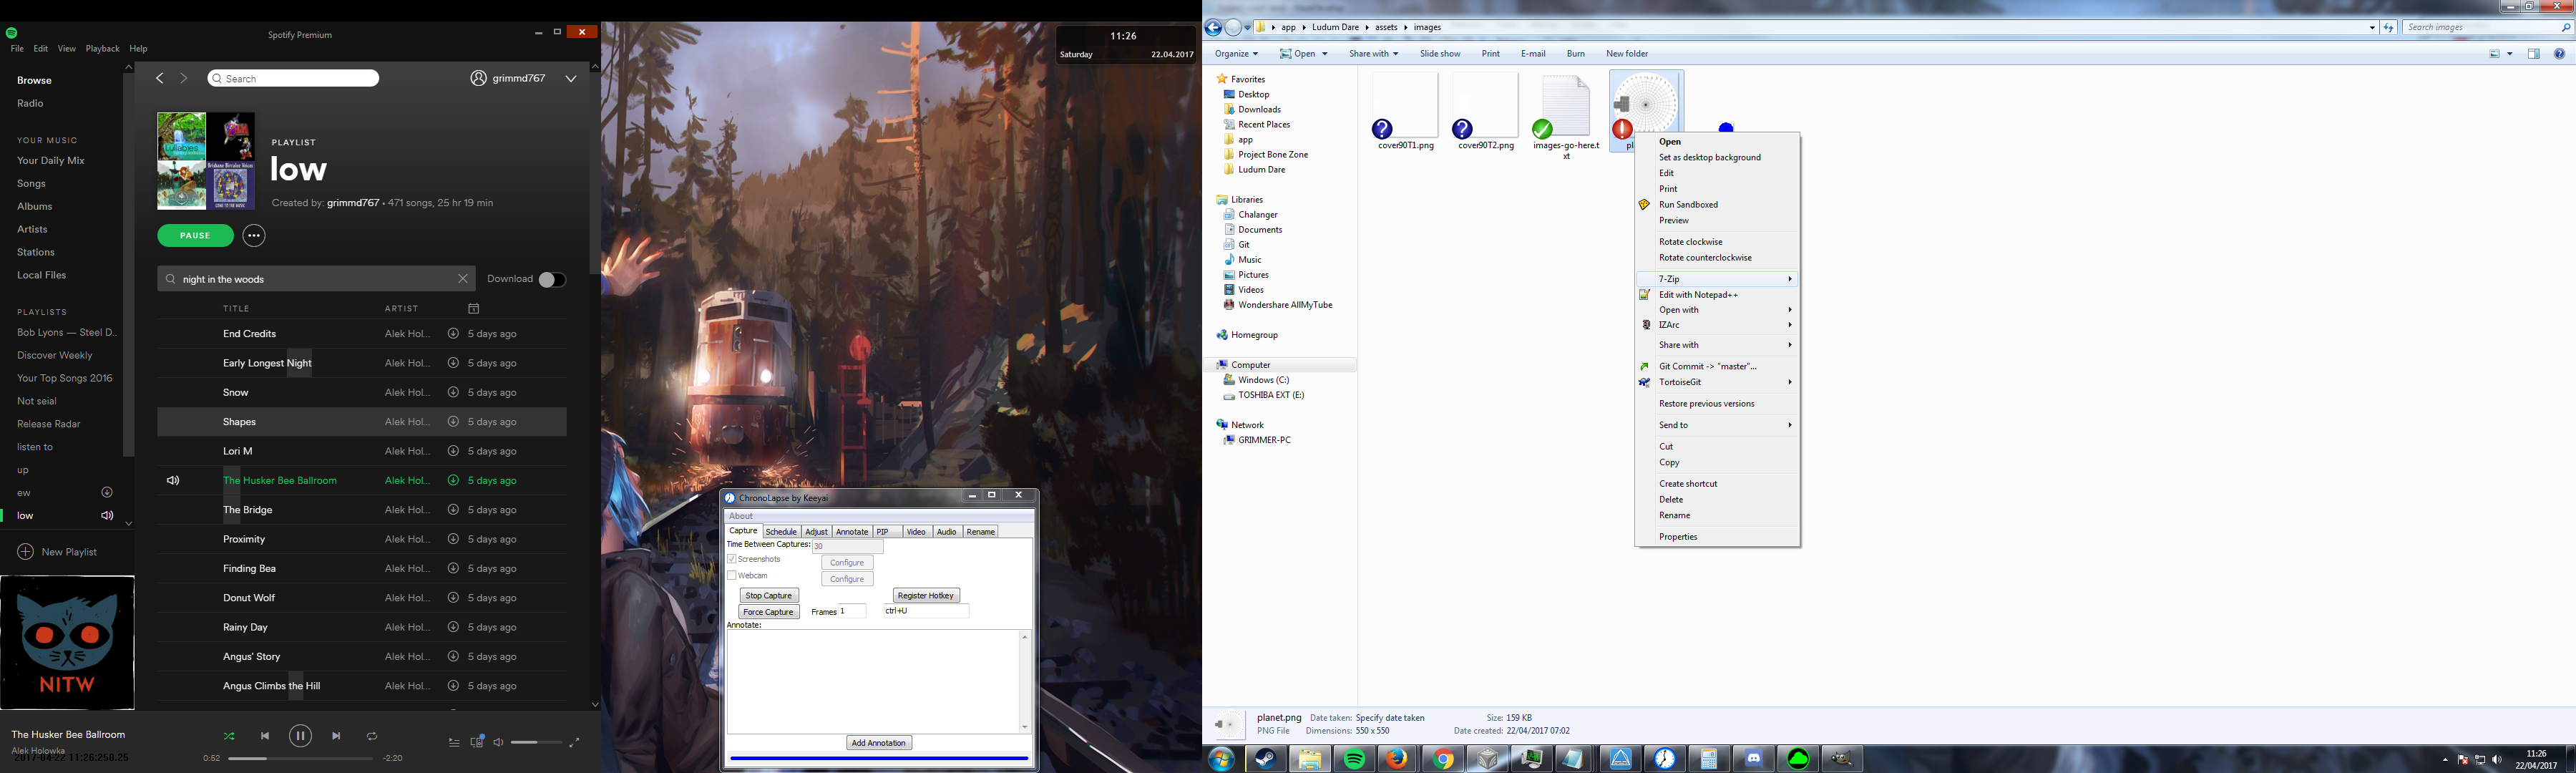 Spotify Premium
File Edit View Playback Help
Browse
Radio
YOUR MUSIC
Your Daily Mix
Songs
Albums
Artists
Stations
Local Files
PLAYLISTS
Bob Lyons — Steel D..
Discover Weekly
Your Top Songs 2016
Not seial
Release Radar
listen to
up
ew
low
New Playlist
NITW
The Husker Bee Ballroom
Alek Holowka
2017-04-22 11:26:250.25
Search
grimmd767
Lullabies
PLAYLIST
low
Created by: grimmd767 • 471 songs, 25 hr 19 min
PAUSE
night in the woods
Download
TITLE ARTIST
End Credits Alek Hol... 5 days ago
Early Longest Night Alek Hol... 5 days ago
Snow Alek Hol... 5 days ago
Shapes Alek Hol... 5 days ago
Lori M Alek Hol... 5 days ago
The Husker Bee Ballroom Alek Hol... 5 days ago
The Bridge Alek Hol... 5 days ago
Proximity Alek Hol... 5 days ago
Finding Bea Alek Hol... 5 days ago
Donut Wolf Alek Hol... 5 days ago
Rainy Day Alek Hol... 5 days ago
Angus' Story Alek Hol... 5 days ago
Angus Climbs the Hill Alek Hol... 5 days ago
0:52 -2:20
11:26
Saturday 22.04.2017
ChronoLapse by Keeyai
About
Capture Schedule Adjust Annotate PIP Video Audio Rename
Time Between Captures: 30
Screenshots Configure
Webcam Configure
Stop Capture Register Hotkey
Force Capture Frames 1 ctrl+U
Annotate:
Add Annotation
app Ludum Dare assets images
Search images
Organize Open Share with Slide show Print E-mail Burn New folder
Favorites
Desktop
Downloads
Recent Places
app
Project Bone Zone
Ludum Dare
Libraries
Chalanger
Documents
Git
Music
Pictures
Videos
Wondershare AllMyTube
Homegroup
Computer
Windows (C:)
TOSHIBA EXT (E:)
Network
GRIMMER-PC
cover90T1.png
cover90T2.png
images-go-here.t
xt
pl
Open
Set as desktop background
Edit
Print
Run Sandboxed
Preview
Rotate clockwise
Rotate counterclockwise
7-Zip
Edit with Notepad++
Open with
IZArc
Share with
Git Commit -> "master"...
TortoiseGit
Restore previous versions
Send to
Cut
Copy
Create shortcut
Delete
Rename
Properties
planet.png Date taken: Specify date taken Size: 159 KB
PNG File Dimensions: 550 x 550 Date created: 22/04/2017 07:02
11:26
22/04/2017